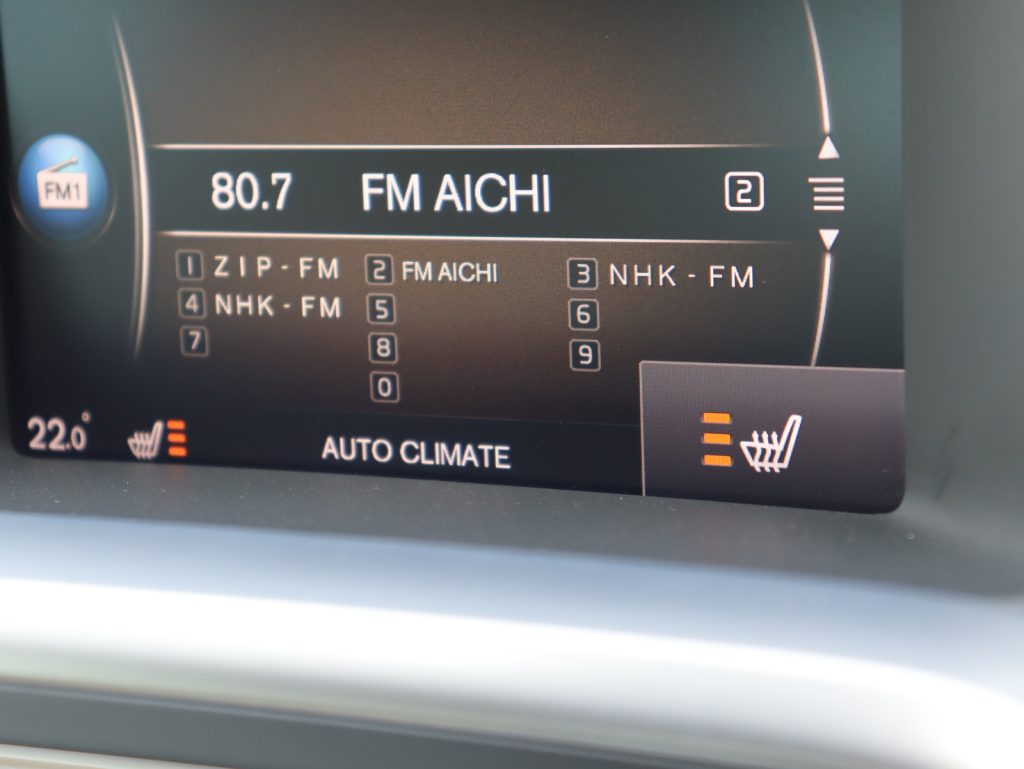 FM1
80.7 FM AICHI 2
1 ZIP-FM 2 FM AICHI 3 NHK-FM
4 NHK-FM 5 6
7 8 9
0
22.0° AUTO CLIMATE